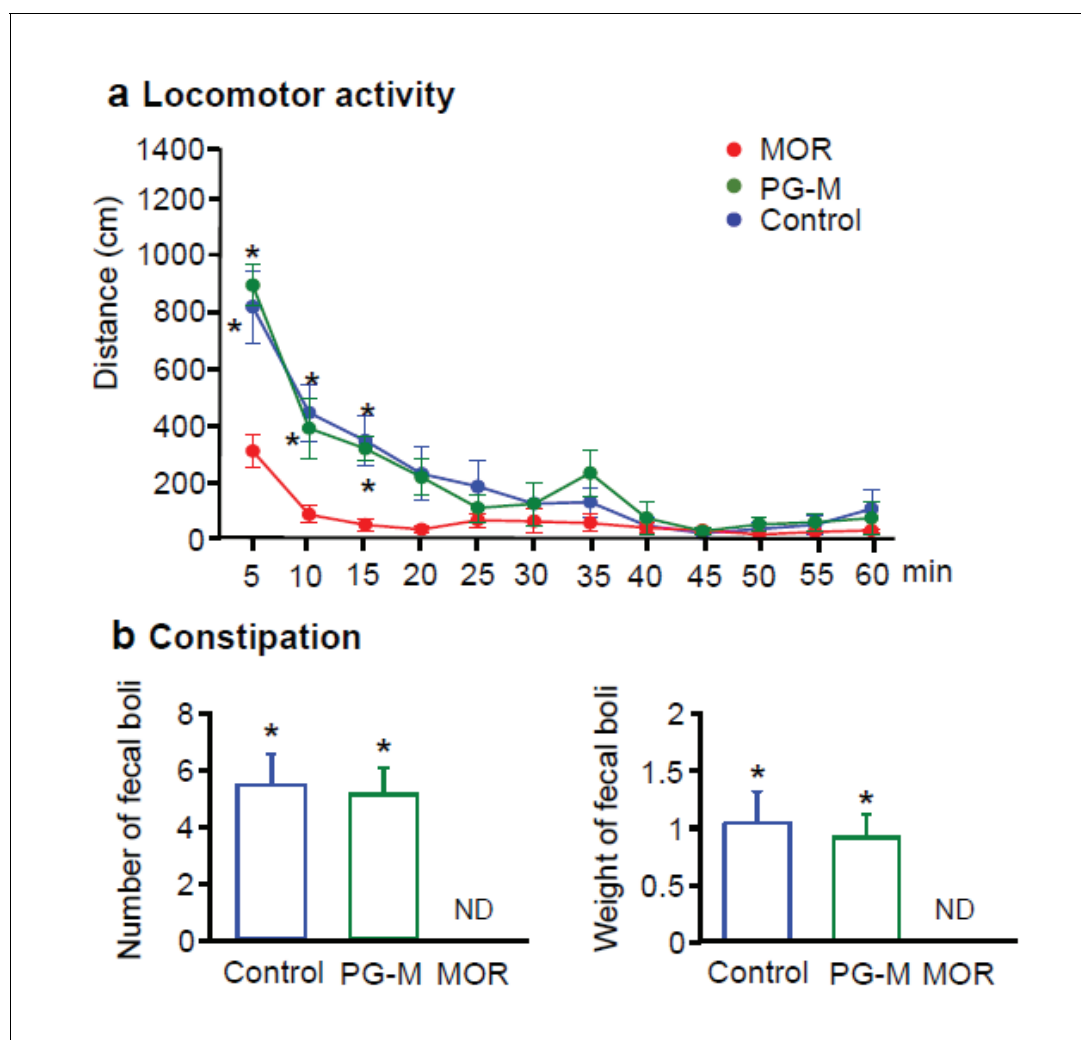 a Locomotor activity
1400
1200
1000
800
600
400
200
0
Distance (cm)
MOR
PG-M
Control
*
*
*
*
*
*
5 10 15 20 25 30 35 40 45 50 55 60 min
b Constipation
Number of fecal boli
8
6
4
2
0
*
*
ND
Control PG-M MOR
Weight of fecal boli
2
1.5
1
0.5
0
*
*
ND
Control PG-M MOR